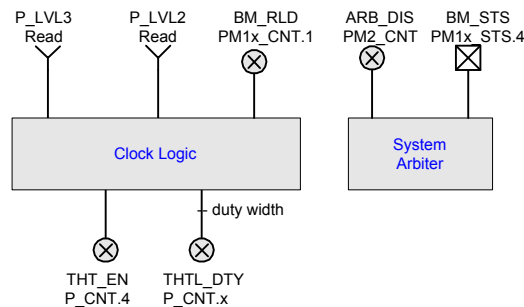 P_LVL3
Read
P_LVL2
Read
BM_RLD
PM1x_CNT.1
ARB_DIS
PM2_CNT
BM_STS
PM1x_STS.4
Clock Logic
System
Arbiter
duty width
THT_EN
P_CNT.4
THTL_DTY
P_CNT.x